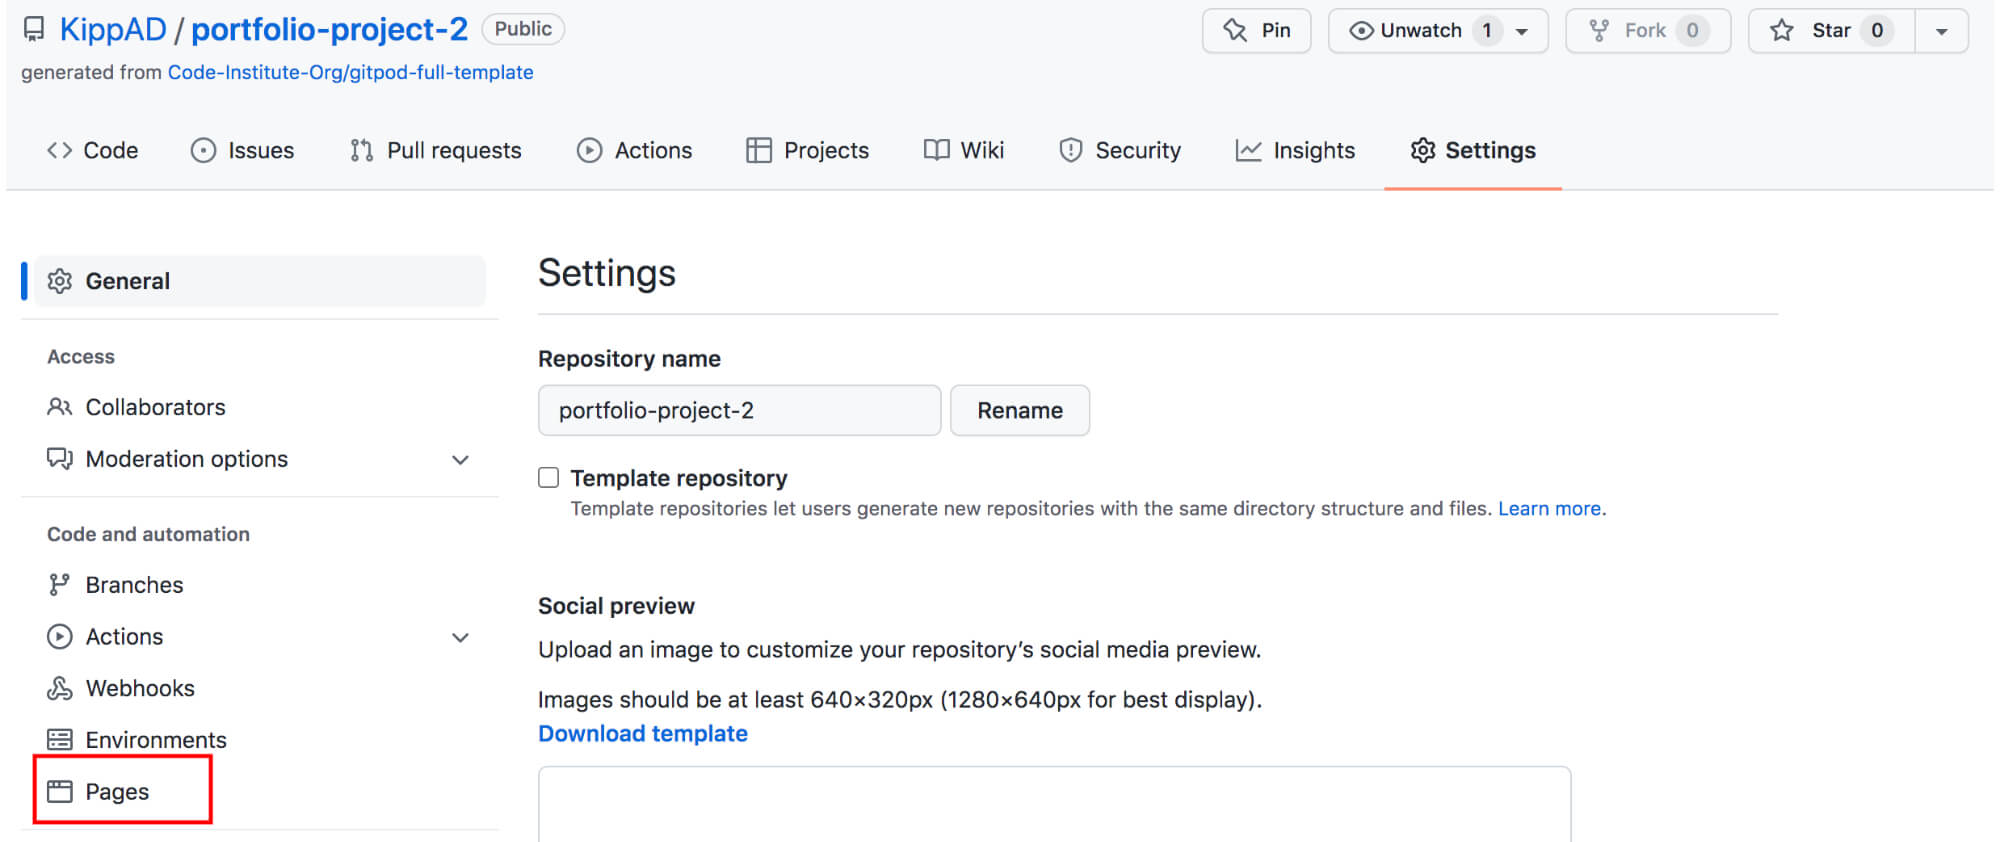 KippAD / portfolio-project-2 Public Pin Unwatch 1 Fork 0 Star 0
generated from Code-Institute-Org/gitpod-full-template
Code Issues Pull requests Actions Projects Wiki Security Insights Settings
General
Access
Collaborators
Moderation options
Code and automation
Branches
Actions
Webhooks
Environments
Pages
Settings
Repository name
portfolio-project-2 Rename
Template repository
Template repositories let users generate new repositories with the same directory structure and files. Learn more.
Social preview
Upload an image to customize your repository’s social media preview.
Images should be at least 640×320px (1280×640px for best display).
Download template